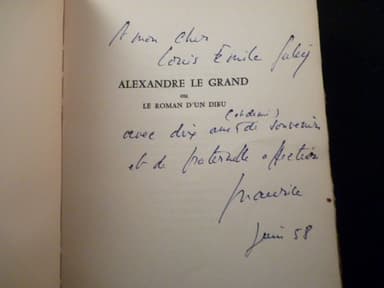 A mon cher
Louis Émile Galey
ALEXANDRE LE GRAND
ou
LE ROMAN D'UN DIEU
(et demi)
avec dix ans de souvenirs
et de fraternelle affection
Maurice
Juin 58